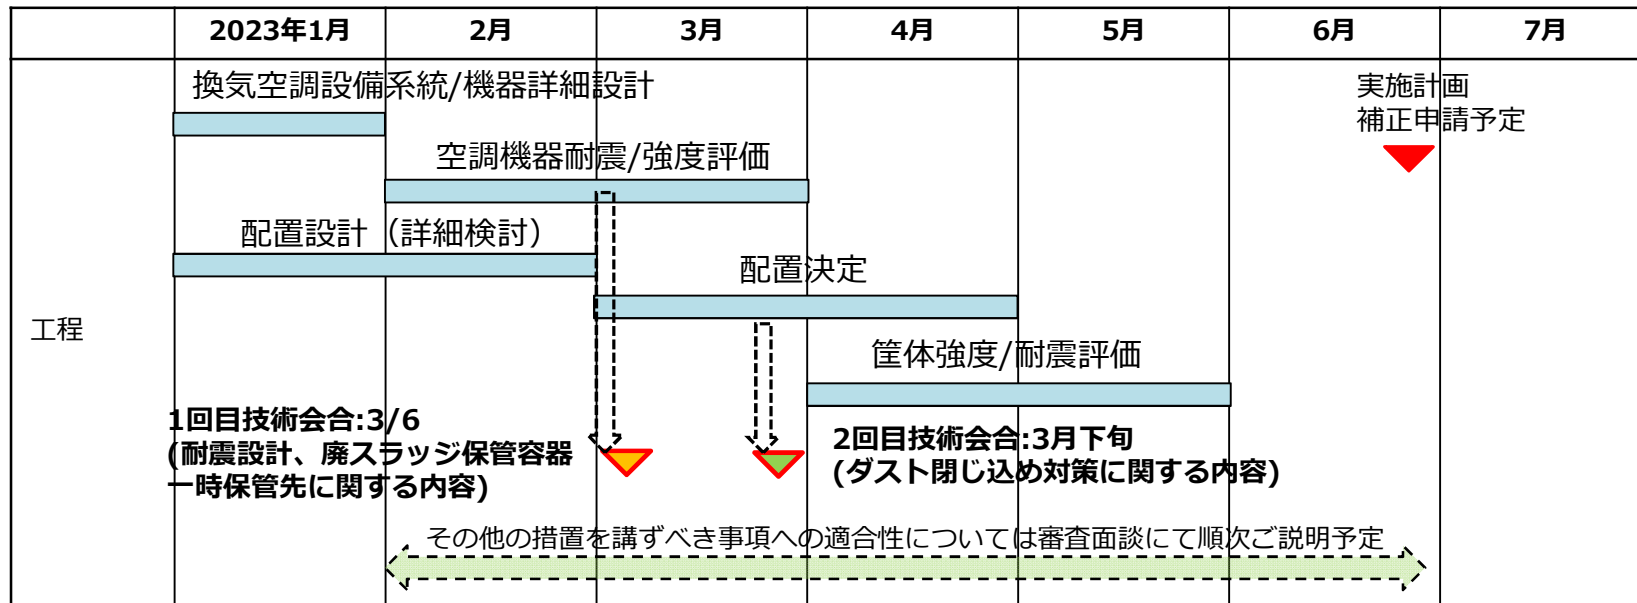 2023年1月
2月
3月
4月
5月
6月
7月
工程
換気空調設備系統/機器詳細設計
実施計画
補正申請予定
空調機器耐震/強度評価
配置設計（詳細検討）
配置決定
筐体強度/耐震評価
1回目技術会合:3/6
(耐震設計、廃スラッジ保管容器
一時保管先に関する内容)
2回目技術会合:3月下旬
(ダスト閉じ込め対策に関する内容)
その他の措置を講ずべき事項への適合性については審査面談にて順次ご説明予定